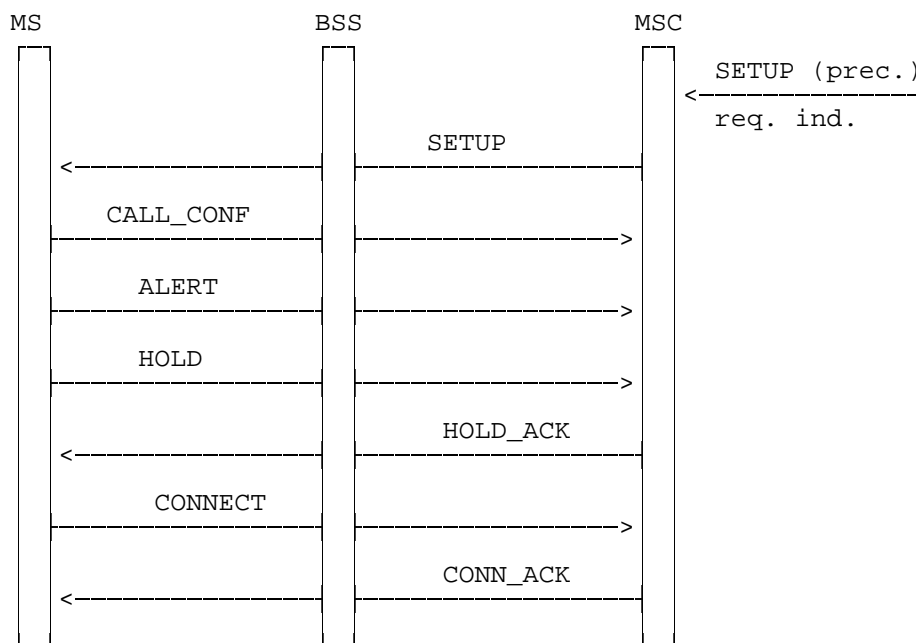 MS BSS MSC
SETUP (prec.)
req. ind.
SETUP
CALL_CONF
ALERT
HOLD
HOLD_ACK
CONNECT
CONN_ACK